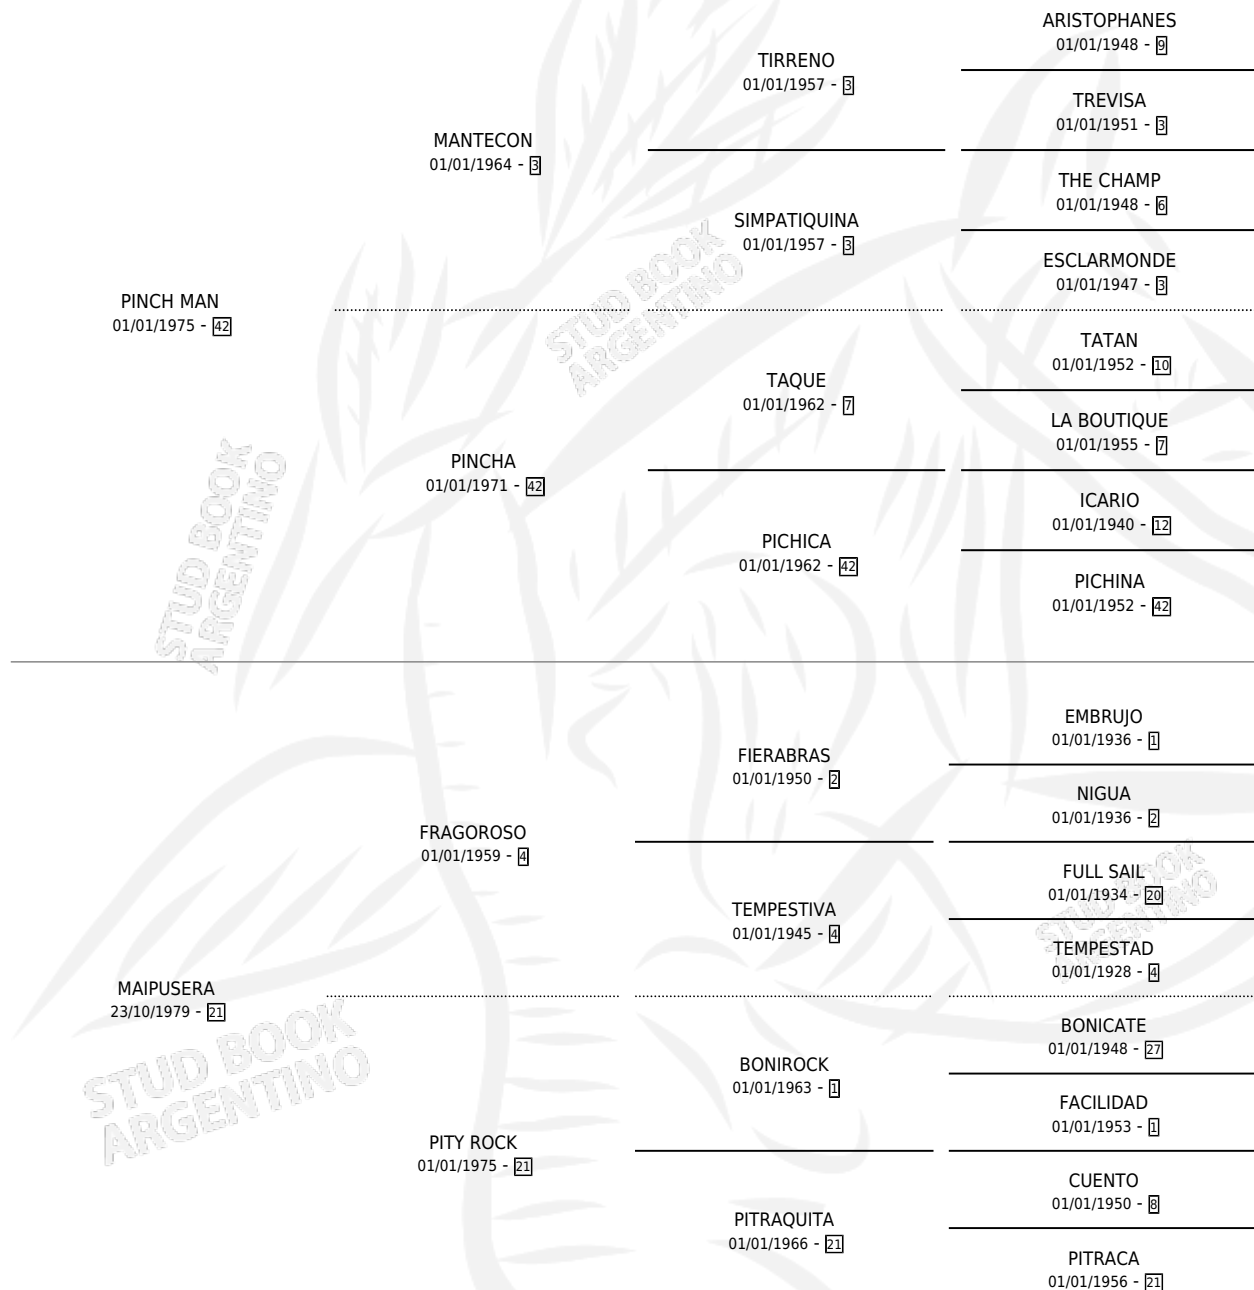 ARISTOPHANES
01/01/1948 - 9
TIRRENO
01/01/1957 - 3
TREVISA
01/01/1951 - 3
MANTECON
01/01/1964 - 3
THE CHAMP
01/01/1948 - 6
SIMPATIQUINA
01/01/1957 - 3
ESCLARMONDE
01/01/1947 - 3
PINCH MAN
01/01/1975 - 42
TATAN
01/01/1952 - 10
TAQUE
01/01/1962 - 7
LA BOUTIQUE
01/01/1955 - 7
PINCHA
01/01/1971 - 42
ICARIO
01/01/1940 - 12
PICHICA
01/01/1962 - 42
PICHINA
01/01/1952 - 42
EMBRUJO
01/01/1936 - 1
FIERABRAS
01/01/1950 - 2
NIGUA
01/01/1936 - 2
FRAGOROSO
01/01/1959 - 4
FULL SAIL
01/01/1934 - 20
TEMPESTIVA
01/01/1945 - 4
TEMPESTAD
01/01/1928 - 4
MAIPUSERA
23/10/1979 - 21
BONICATE
01/01/1948 - 27
BONIROCK
01/01/1963 - 1
FACILIDAD
01/01/1953 - 1
PITY ROCK
01/01/1975 - 21
CUENTO
01/01/1950 - 8
PITRAQUITA
01/01/1966 - 21
PITRACA
01/01/1956 - 21
STUD BOOK
ARGENTINO
STUD BOOK
ARGENTINO
STUD BOOK
ARGENTINO
STUD BOOK
ARGENTINO